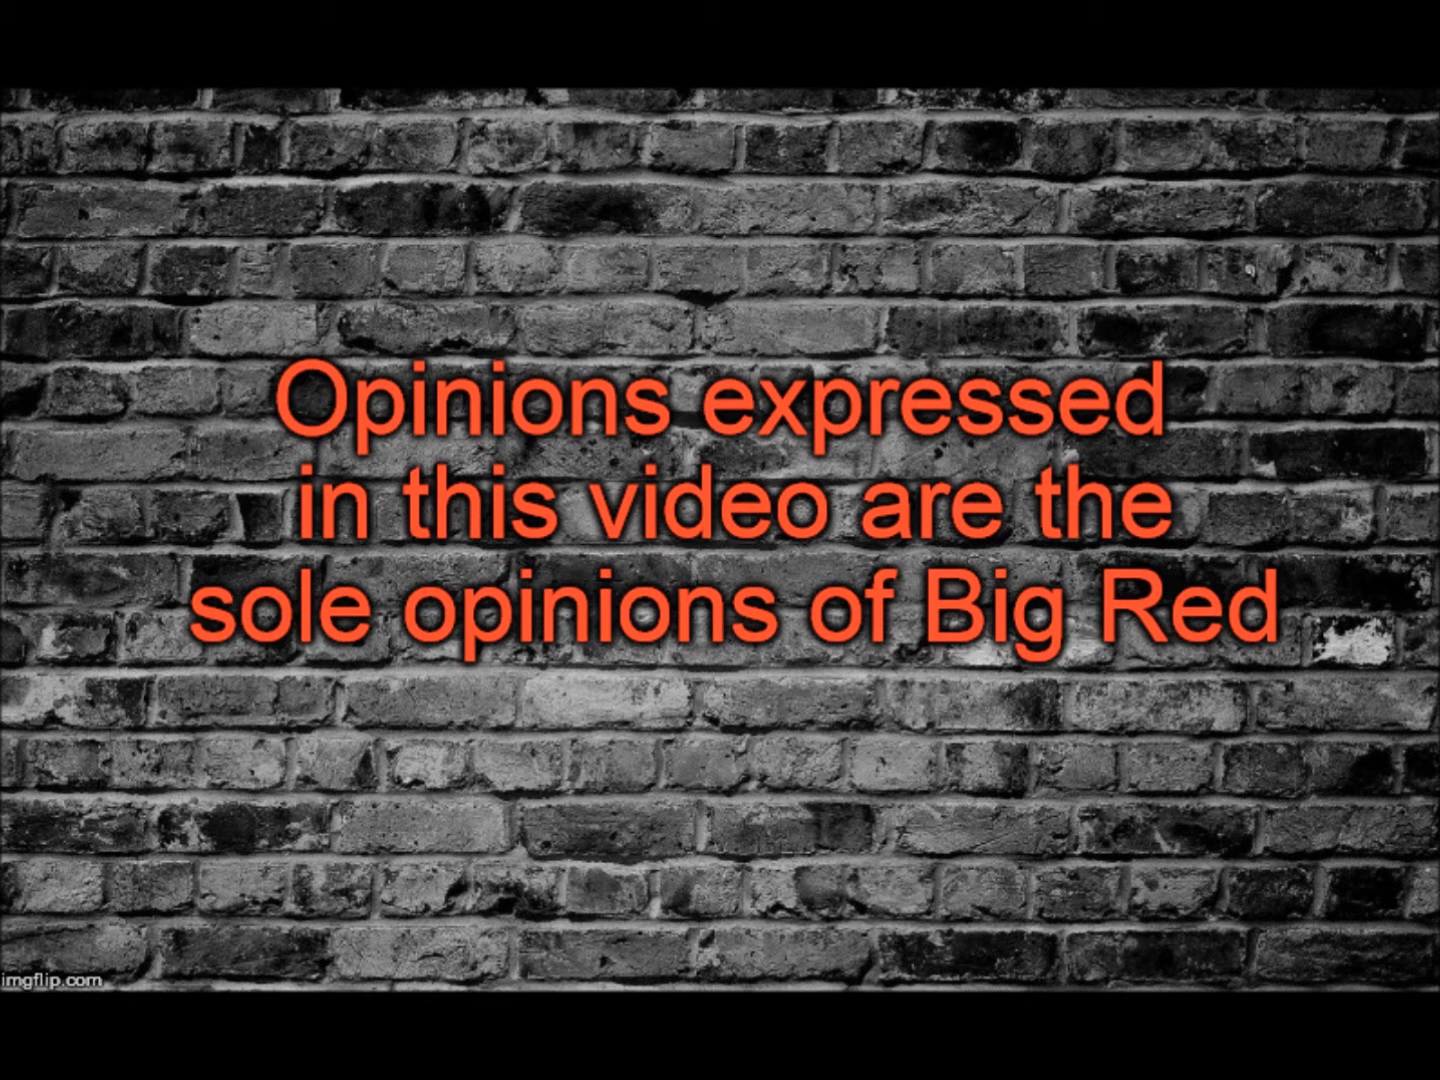 Opinions expressed
in this video are the
sole opinions of Big Red
imgflip.com